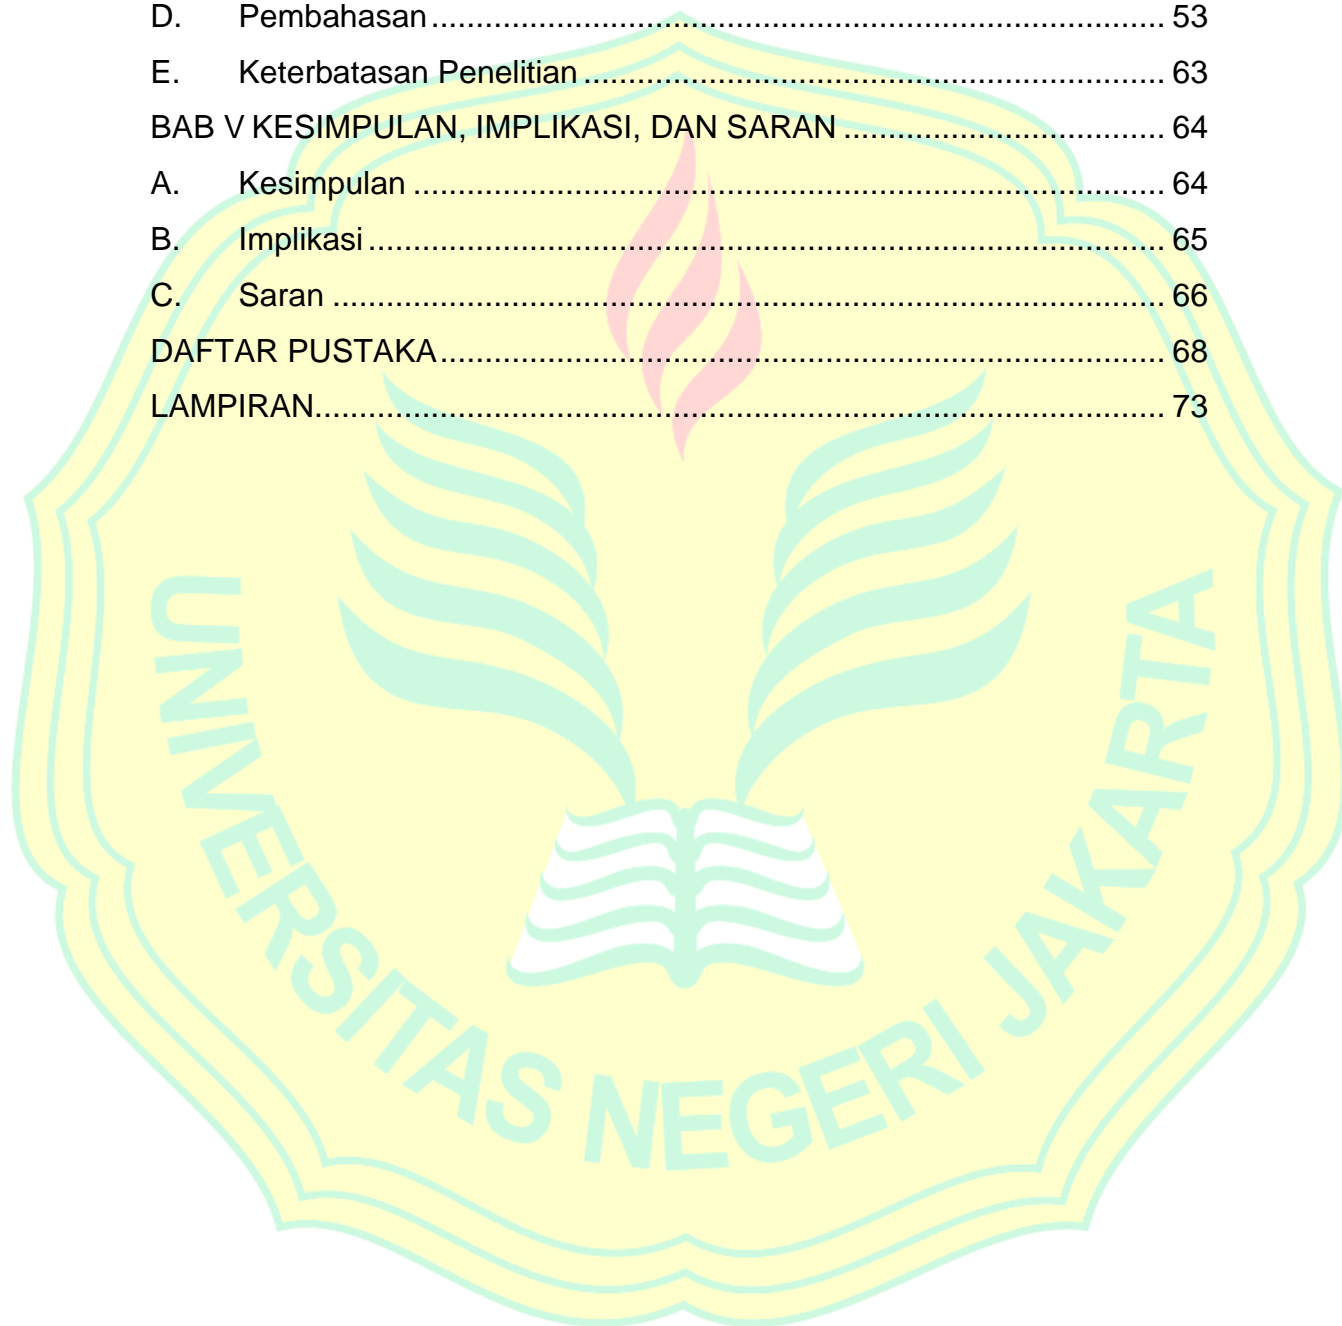 D. Pembahasan ................................................................................ 53
E. Keterbatasan Penelitian ............................................................... 63
BAB V KESIMPULAN, IMPLIKASI, DAN SARAN ................................... 64
A. Kesimpulan .................................................................................. 64
B. Implikasi ....................................................................................... 65
C. Saran ........................................................................................... 66
DAFTAR PUSTAKA ............................................................................... 68
LAMPIRAN ............................................................................................. 73
UNIVERSITAS NEGERI JAKARTA